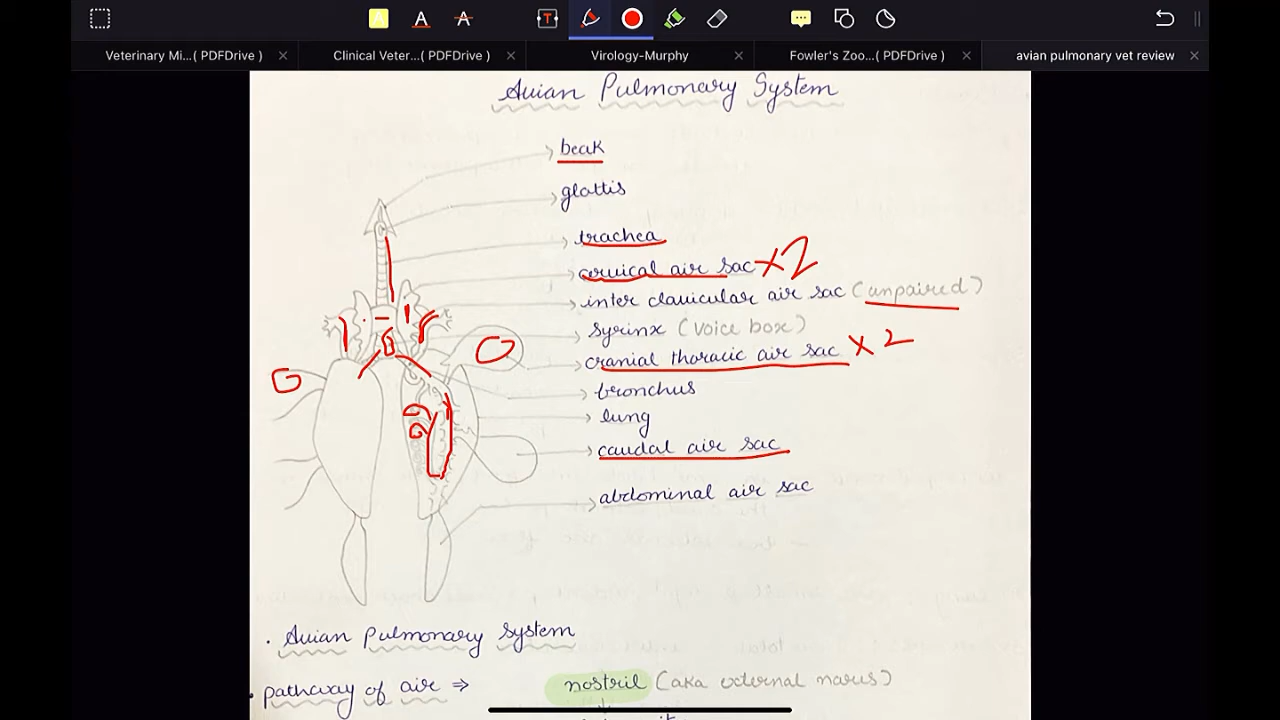 A
A
A
T
Veterinary Mi...( PDFDrive )
Clinical Veter...( PDFDrive )
Virology-Murphy
Fowler's Zoo...( PDFDrive )
avian pulmonary vet review
Avian Pulmonary System
beak
glottis
trachea
cervical air sac x2
inter clavicular air sac (unpaired)
syrinx (voice box)
cranial thoracic air sac x 2
bronchus
lung
caudal air sac
abdominal air sac
. Avian Pulmonary System
. pathway of air ⇒ nostril (aka external nares)